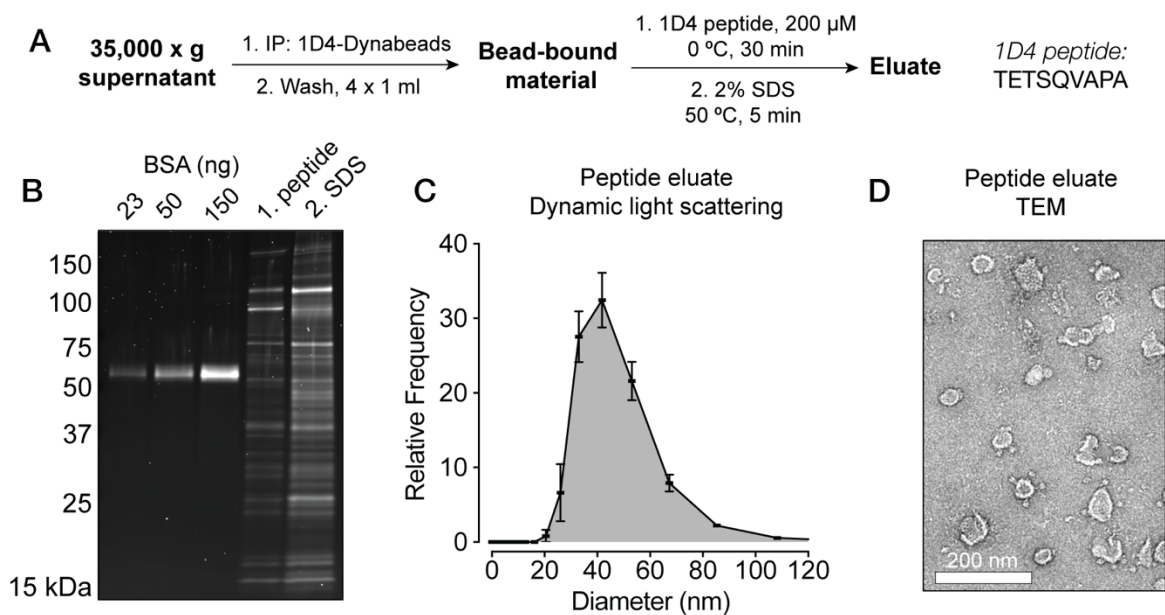 A
35,000 x g
supernatant
1. IP: 1D4-Dynabeads
2. Wash, 4 x 1 ml
Bead-bound
material
1. 1D4 peptide, 200 µM
0 ºC, 30 min
2. 2% SDS
50 ºC, 5 min
Eluate
1D4 peptide:
TETSQVAPA
B
BSA (ng)
23
50
150
1. peptide
2. SDS
150
100
75
50
37
25
15 kDa
C
Peptide eluate
Dynamic light scattering
Relative Frequency
40
30
20
10
0
0 20 40 60 80 100 120
Diameter (nm)
D
Peptide eluate
TEM
200 nm